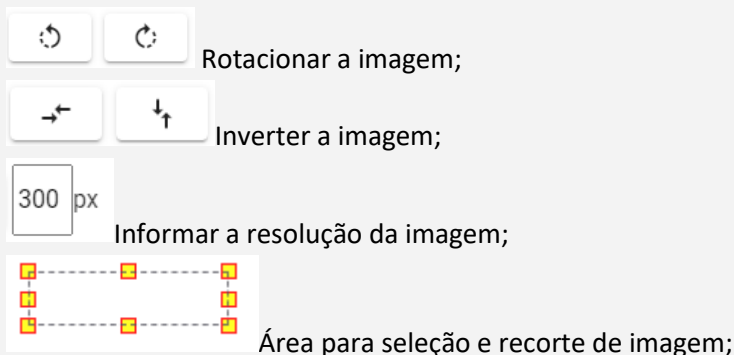 Rotacionar a imagem;
Inverter a imagem;
300 px
Informar a resolução da imagem;
Área para seleção e recorte de imagem;